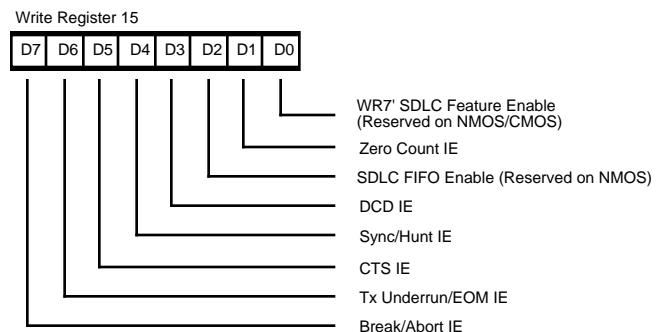 Write Register 15
D7 D6 D5 D4 D3 D2 D1 D0
WR7' SDLC Feature Enable
(Reserved on NMOS/CMOS)
Zero Count IE
SDLC FIFO Enable (Reserved on NMOS)
DCD IE
Sync/Hunt IE
CTS IE
Tx Underrun/EOM IE
Break/Abort IE